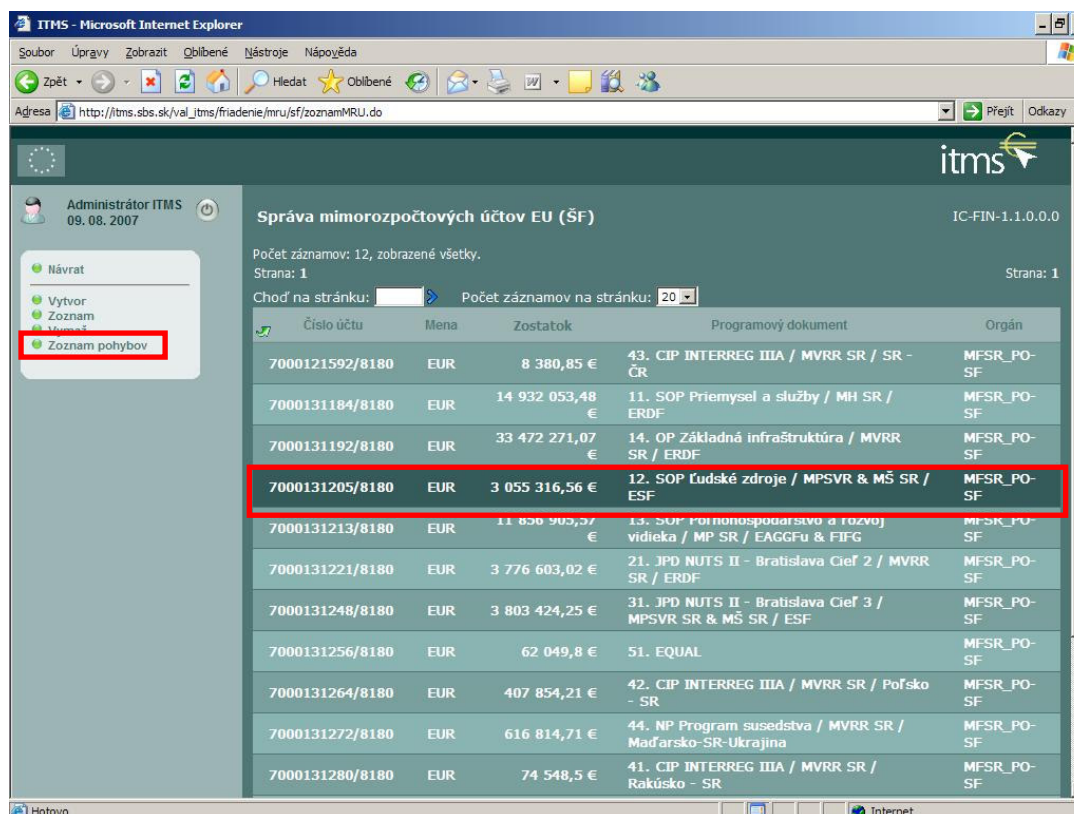 ITMS - Microsoft Internet Explorer
Soubor Úpravy Zobrazit Oblíbené Nástroje Nápověda
Zpět Hledat Oblíbené
Adresa http://itms.sbs.sk/val_itms/friadenie/mru/sf/zoznamMRU.do Přejít Odkazy
itms
Administrátor ITMS
09. 08. 2007
Návrat
Vytvor
Zoznam
Vymaž
Zoznam pohybov
Správa mimorozpočtových účtov EU (ŠF) IC-FIN-1.1.0.0.0
Počet záznamov: 12, zobrazené všetky.
Strana: 1 Strana: 1
Choď na stránku: Počet záznamov na stránku: 20
Číslo účtu Mena Zostatok Programový dokument Orgán
7000121592/8180 EUR 8 380,85 € 43. CIP INTERREG IIIA / MVRR SR / SR - ČR MFSR_PO-SF
7000131184/8180 EUR 14 932 053,48 € 11. SOP Priemysel a služby / MH SR / ERDF MFSR_PO-SF
7000131192/8180 EUR 33 472 271,07 € 14. OP Základná infraštruktúra / MVRR SR / ERDF MFSR_PO-SF
7000131205/8180 EUR 3 055 316,56 € 12. SOP Ľudské zdroje / MPSVR & MŠ SR / ESF MFSR_PO-SF
7000131213/8180 EUR 11 856 905,57 € 13. SOP Poľnohospodárstvo a rozvoj vidieka / MP SR / EAGGFu & FIFG MFSR_PO-SF
7000131221/8180 EUR 3 776 603,02 € 21. JPD NUTS II - Bratislava Cieľ 2 / MVRR SR / ERDF MFSR_PO-SF
7000131248/8180 EUR 3 803 424,25 € 31. JPD NUTS II - Bratislava Cieľ 3 / MPSVR SR & MŠ SR / ESF MFSR_PO-SF
7000131256/8180 EUR 62 049,8 € 51. EQUAL MFSR_PO-SF
7000131264/8180 EUR 407 854,21 € 42. CIP INTERREG IIIA / MVRR SR / Poľsko - SR MFSR_PO-SF
7000131272/8180 EUR 616 814,71 € 44. NP Program susedstva / MVRR SR / Maďarsko-SR-Ukrajina MFSR_PO-SF
7000131280/8180 EUR 74 548,5 € 41. CIP INTERREG IIIA / MVRR SR / Rakúsko - SR MFSR_PO-SF
Hotovo Internet